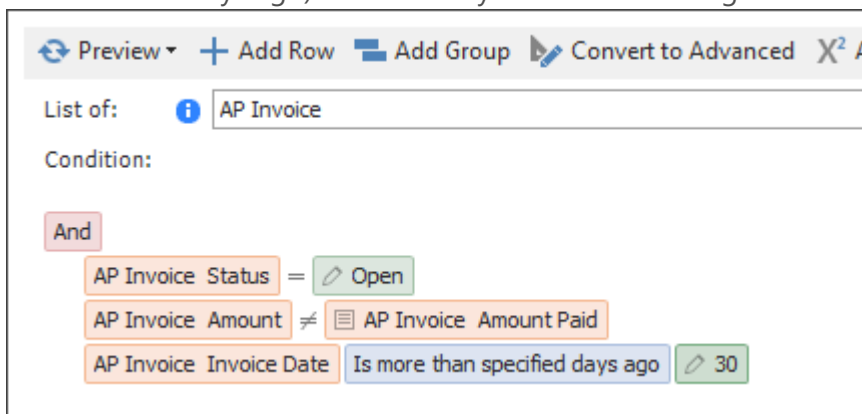 Preview + Add Row Add Group Convert to Advanced X² A
List of: AP Invoice
Condition:
And
AP Invoice Status = Open
AP Invoice Amount ≠ AP Invoice Amount Paid
AP Invoice Invoice Date Is more than specified days ago 30